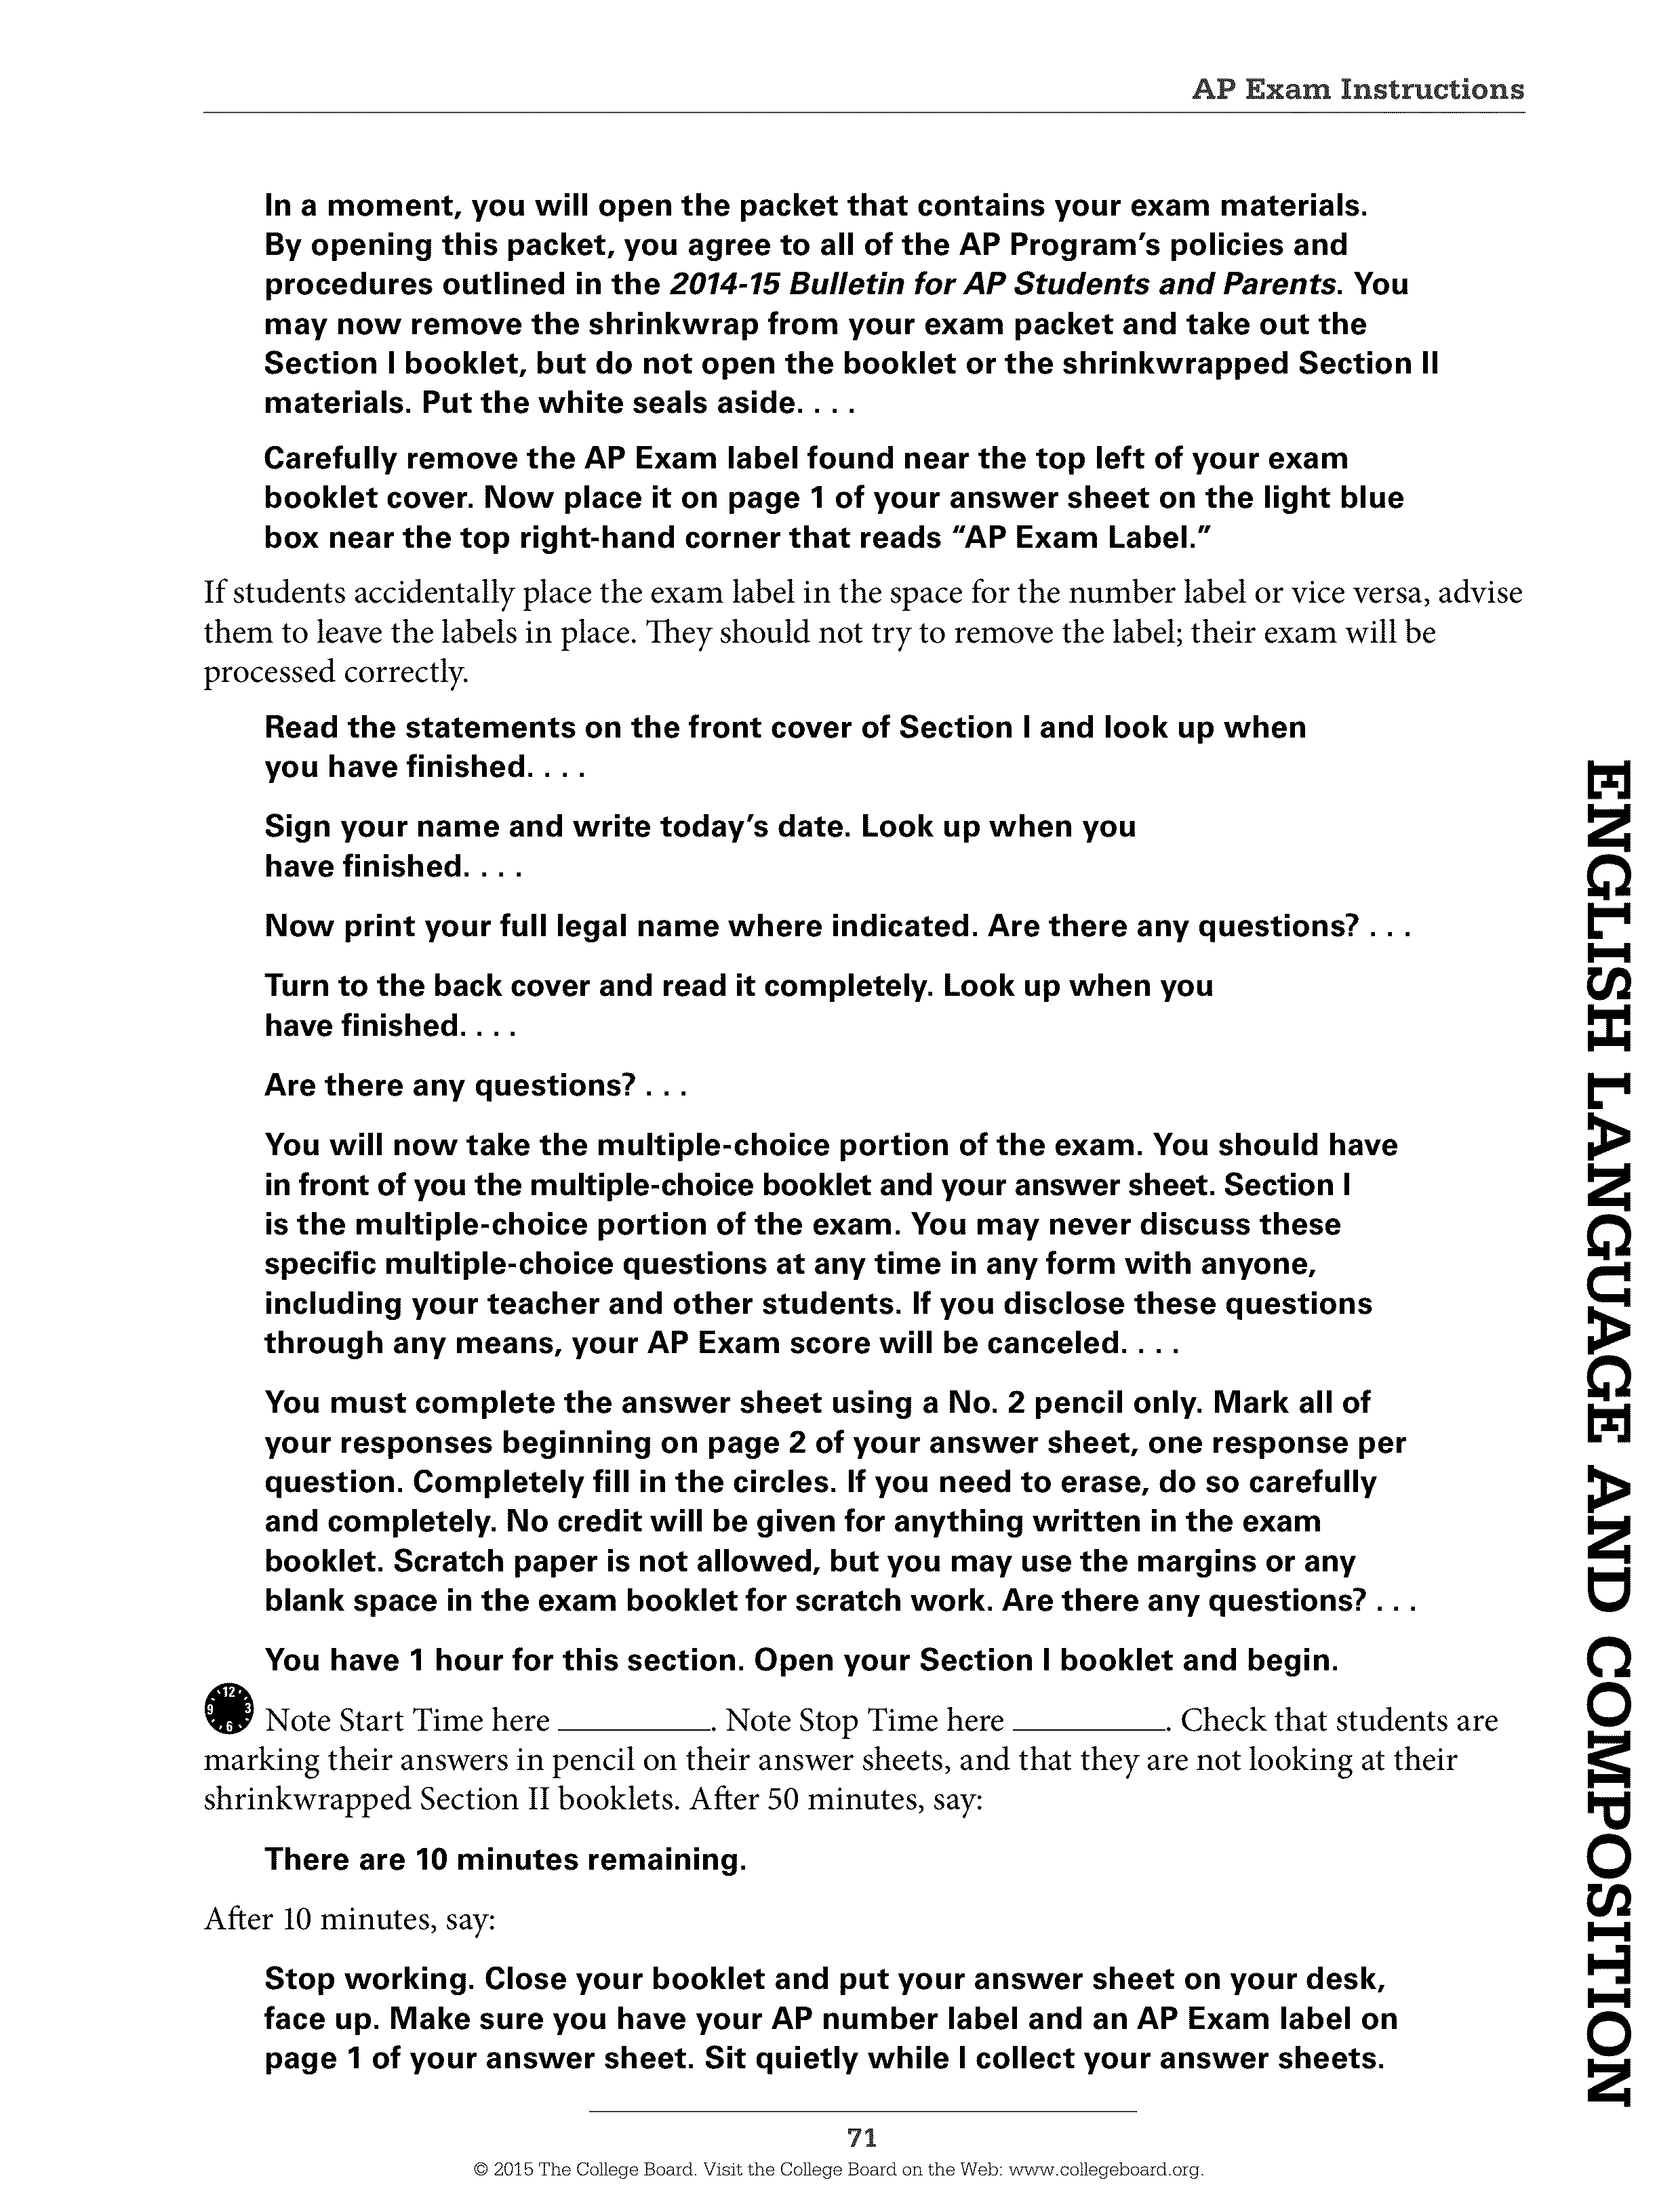 AP Exam Instructions
In a moment, you will open the packet that contains your exam materials.
By opening this packet, you agree to all of the AP Program’s policies and
procedures outlined in the 2014-15 Bulletin for AP Students and Parents. You
may now remove the shrinkwrap from your exam packet and take out the
Section I booklet, but do not open the booklet or the shrinkwrapped Section II
materials. Put the white seals aside. . . .
Carefully remove the AP Exam label found near the top left of your exam
booklet cover. Now place it on page 1 of your answer sheet on the light blue
box near the top right-hand corner that reads “AP Exam Label.”
If students accidentally place the exam label in the space for the number label or vice versa, advise
them to leave the labels in place. They should not try to remove the label; their exam will be
processed correctly.
Read the statements on the front cover of Section I and look up when
you have finished. . . .
Sign your name and write today’s date. Look up when you
have finished. . . .
Now print your full legal name where indicated. Are there any questions? . . .
Turn to the back cover and read it completely. Look up when you
have finished. . . .
Are there any questions? . . .
You will now take the multiple-choice portion of the exam. You should have
in front of you the multiple-choice booklet and your answer sheet. Section I
is the multiple-choice portion of the exam. You may never discuss these
specific multiple-choice questions at any time in any form with anyone,
including your teacher and other students. If you disclose these questions
through any means, your AP Exam score will be canceled. . . .
You must complete the answer sheet using a No. 2 pencil only. Mark all of
your responses beginning on page 2 of your answer sheet, one response per
question. Completely fill in the circles. If you need to erase, do so carefully
and completely. No credit will be given for anything written in the exam
booklet. Scratch paper is not allowed, but you may use the margins or any
blank space in the exam booklet for scratch work. Are there any questions? . . .
You have 1 hour for this section. Open your Section I booklet and begin.
12 3 6 9
Note Start Time here __________. Note Stop Time here __________. Check that students are
marking their answers in pencil on their answer sheets, and that they are not looking at their
shrinkwrapped Section II booklets. After 50 minutes, say:
There are 10 minutes remaining.
After 10 minutes, say:
Stop working. Close your booklet and put your answer sheet on your desk,
face up. Make sure you have your AP number label and an AP Exam label on
page 1 of your answer sheet. Sit quietly while I collect your answer sheets.
ENGLISH LANGUAGE AND COMPOSITION
71
© 2015 The College Board. Visit the College Board on the Web: www.collegeboard.org.